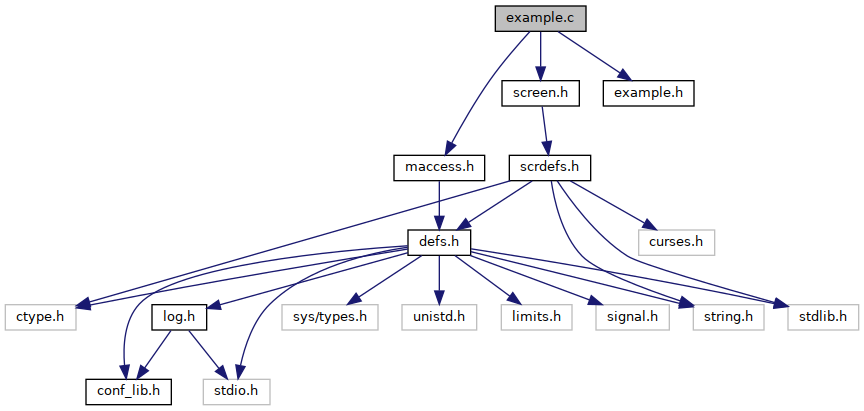 example.c
screen.h
example.h
maccess.h
scrdefs.h
defs.h
curses.h
ctype.h
log.h
sys/types.h
unistd.h
limits.h
signal.h
string.h
stdlib.h
conf_lib.h
stdio.h